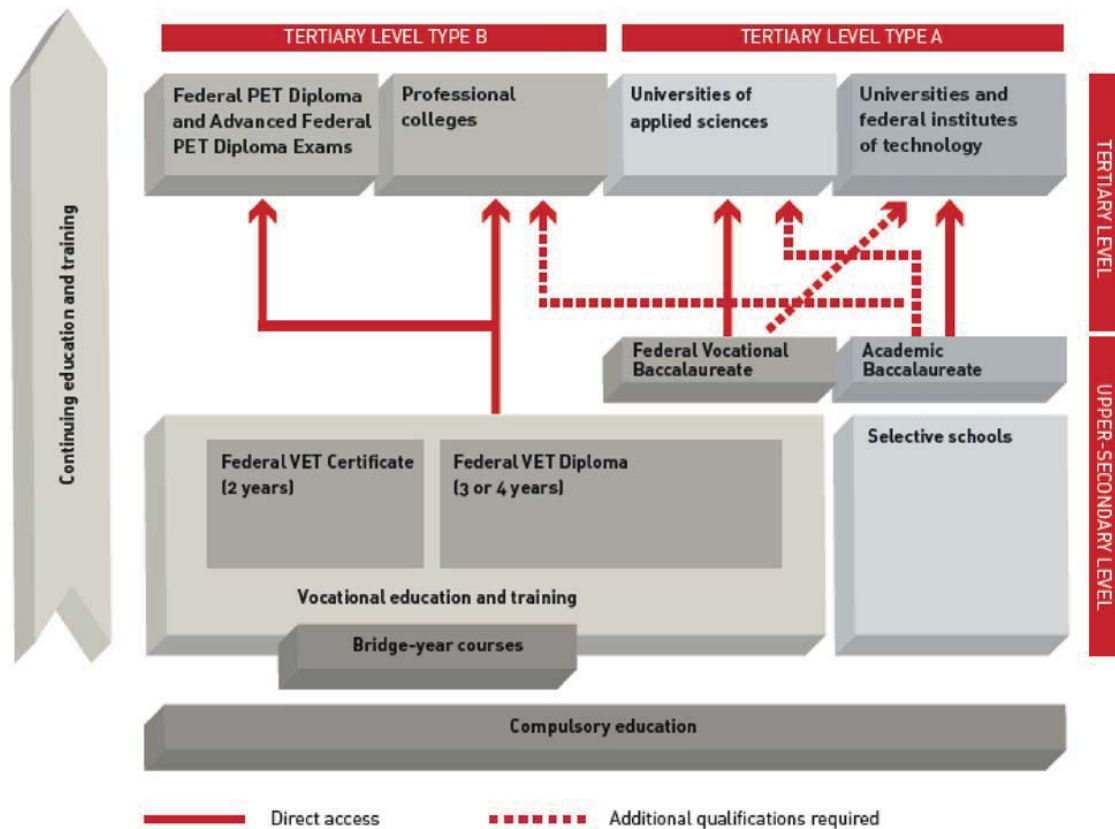 TERTIARY LEVEL TYPE B
TERTIARY LEVEL TYPE A
Federal PET Diploma
and Advanced Federal
PET Diploma Exams
Professional
colleges
Universities of
applied sciences
Universities and
federal institutes
of technology
TERTIARY LEVEL
Continuing education and training
Federal Vocational
Baccalaureate
Academic
Baccalaureate
UPPER-SECONDARY LEVEL
Federal VET Certificate
(2 years)
Federal VET Diploma
(3 or 4 years)
Selective schools
Vocational education and training
Bridge-year courses
Compulsory education
Direct access
Additional qualifications required